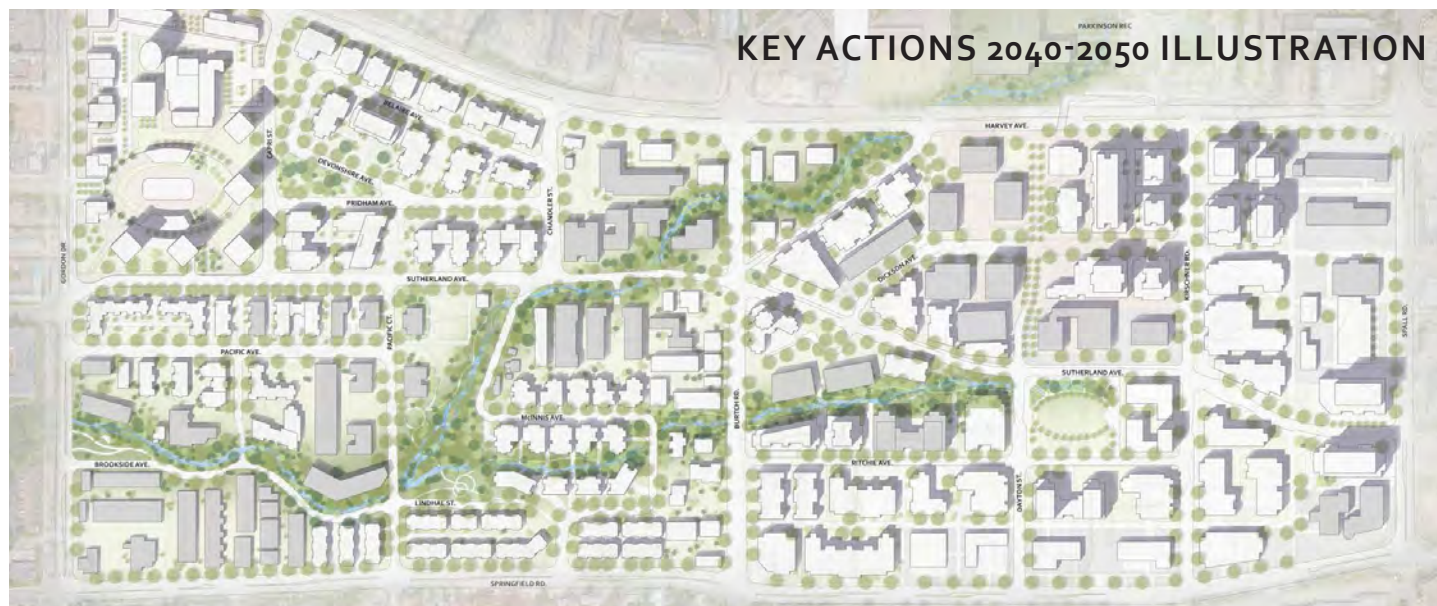 PARKINSON REC
KEY ACTIONS 2040-2050 ILLUSTRATION
HARVEY AVE.
BELAIRE AVE.
CAPRI ST.
DEVONSHIRE AVE.
PRIDHAM AVE.
CHANDLER ST.
GORDON DR
SUTHERLAND AVE.
DICKSON AVE.
KIRSCHNER RD.
SPALL RD.
PACIFIC CT.
PACIFIC AVE.
SUTHERLAND AVE.
BURTCH RD.
McINNIS AVE.
BROOKSIDE AVE.
RITCHIE AVE.
LINDHAL ST.
DAYTON ST.
SPRINGFIELD RD.